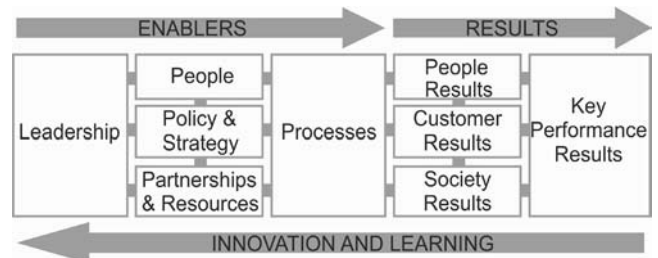 ENABLERS
RESULTS
Leadership
People
Policy &
Strategy
Partnerships
& Resources
Processes
People
Results
Customer
Results
Society
Results
Key
Performance
Results
INNOVATION AND LEARNING